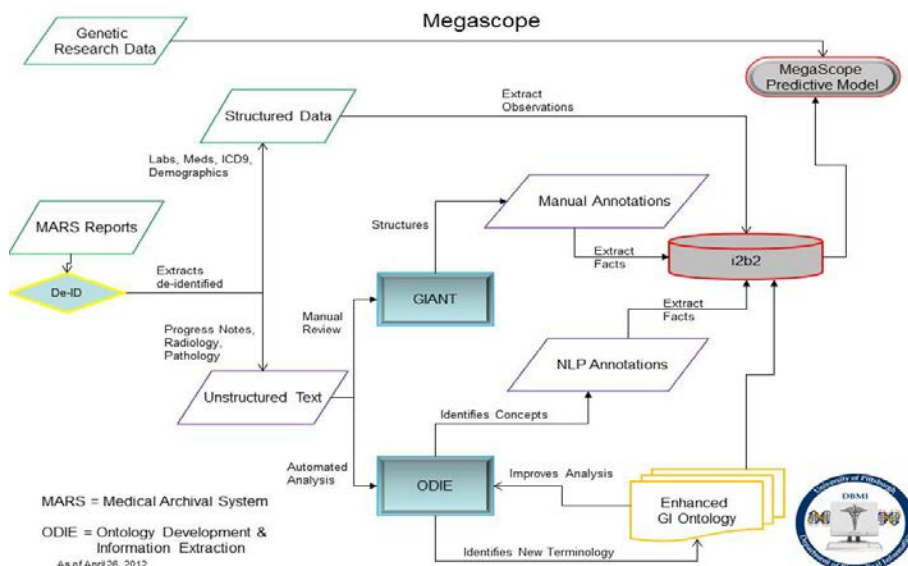 Megascope
Genetic
Research Data
MegaScope
Predictive Model
Extract
Observations
Structured Data
Labs, Meds, ICD9,
Demographics
MARS Reports
Manual Annotations
Structures
De-ID
Extracts
de-identified
Extract
Facts
i2b2
GIANT
Manual
Review
Extract
Facts
Progress Notes,
Radiology,
Pathology
NLP Annotations
Unstructured Text
Identifies Concepts
Automated
Analysis
ODIE
Improves Analysis
Enhanced
GI Ontology
University of Pittsburgh
DBMI
MARS = Medical Archival System
ODIE = Ontology Development &
Information Extraction
Identifies New Terminology
As of April 26, 2012